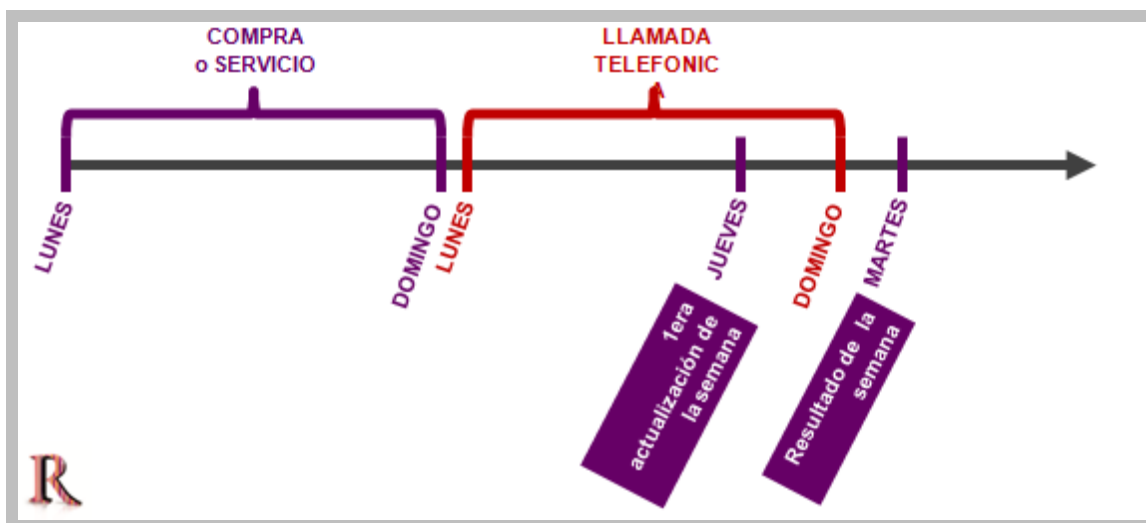 COMPRA
o SERVICIO
LLAMADA
TELEFONIC
A
LUNES
DOMINGO
LUNES
JUEVES
DOMINGO
MARTES
1era
actualización de
la semana
Resultado de la
semana
R